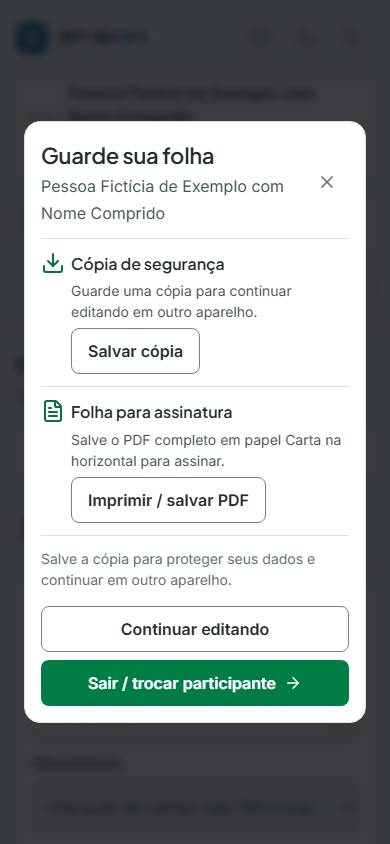 Guarde sua folha
Pessoa Fictícia de Exemplo com
Nome Comprido
Cópia de segurança
Guarde uma cópia para continuar
editando em outro aparelho.
Salvar cópia
Folha para assinatura
Salve o PDF completo em papel Carta na
horizontal para assinar.
Imprimir / salvar PDF
Salve a cópia para proteger seus dados e
continuar em outro aparelho.
Continuar editando
Sair / trocar participante